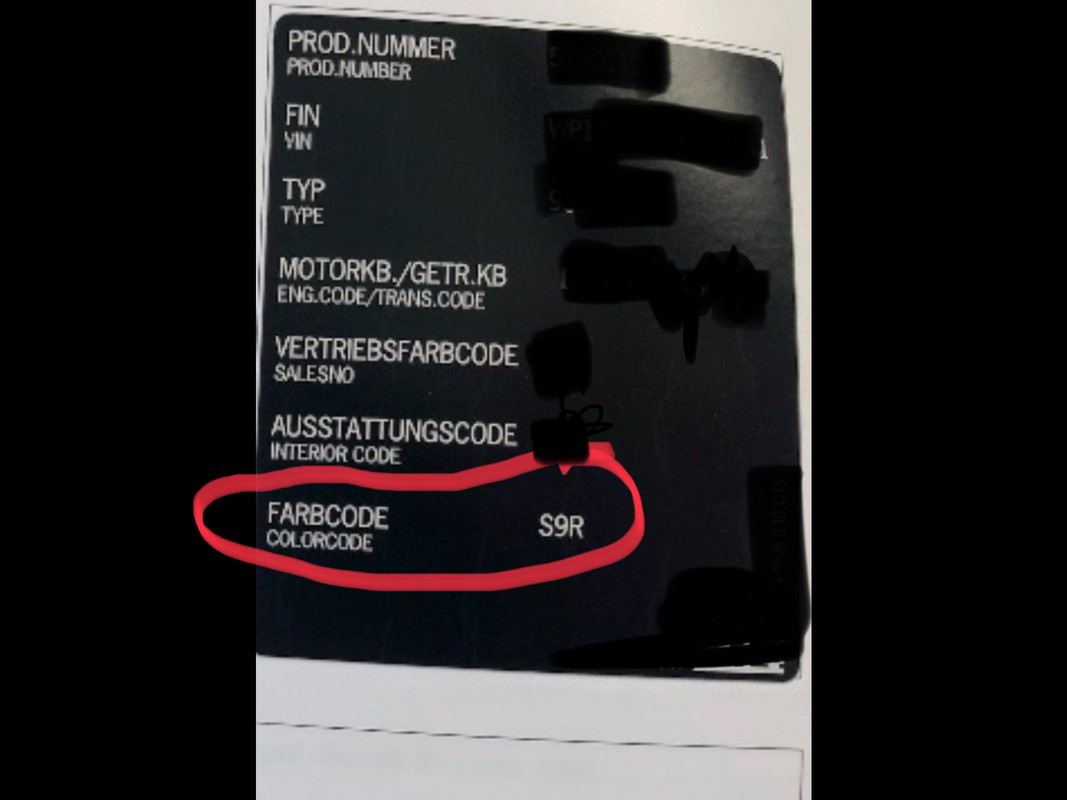 PROD.NUMMER
PROD.NUMBER
FIN
VIN
TYP
TYPE
MOTORKB./GETR.KB
ENG.CODE/TRANS.CODE
VERTRIEBSFARBCODE
SALESNO
AUSSTATTUNGSCODE
INTERIOR CODE
FARBCODE S9R
COLORCODE